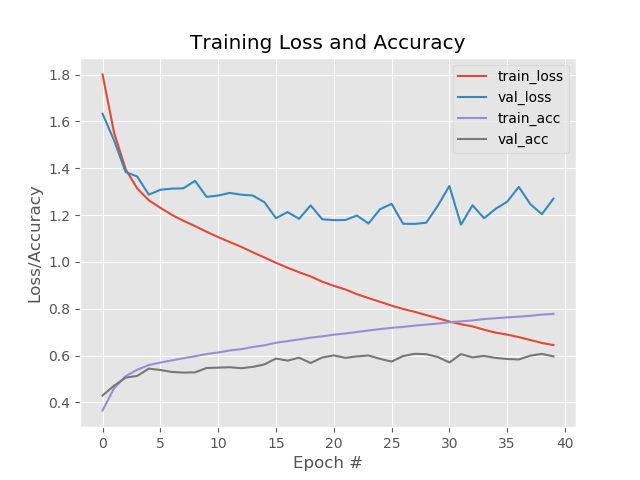 Training Loss and Accuracy
train_loss
val_loss
train_acc
val_acc
Loss/Accuracy
1.8
1.6
1.4
1.2
1.0
0.8
0.6
0.4
0 5 10 15 20 25 30 35 40
Epoch #